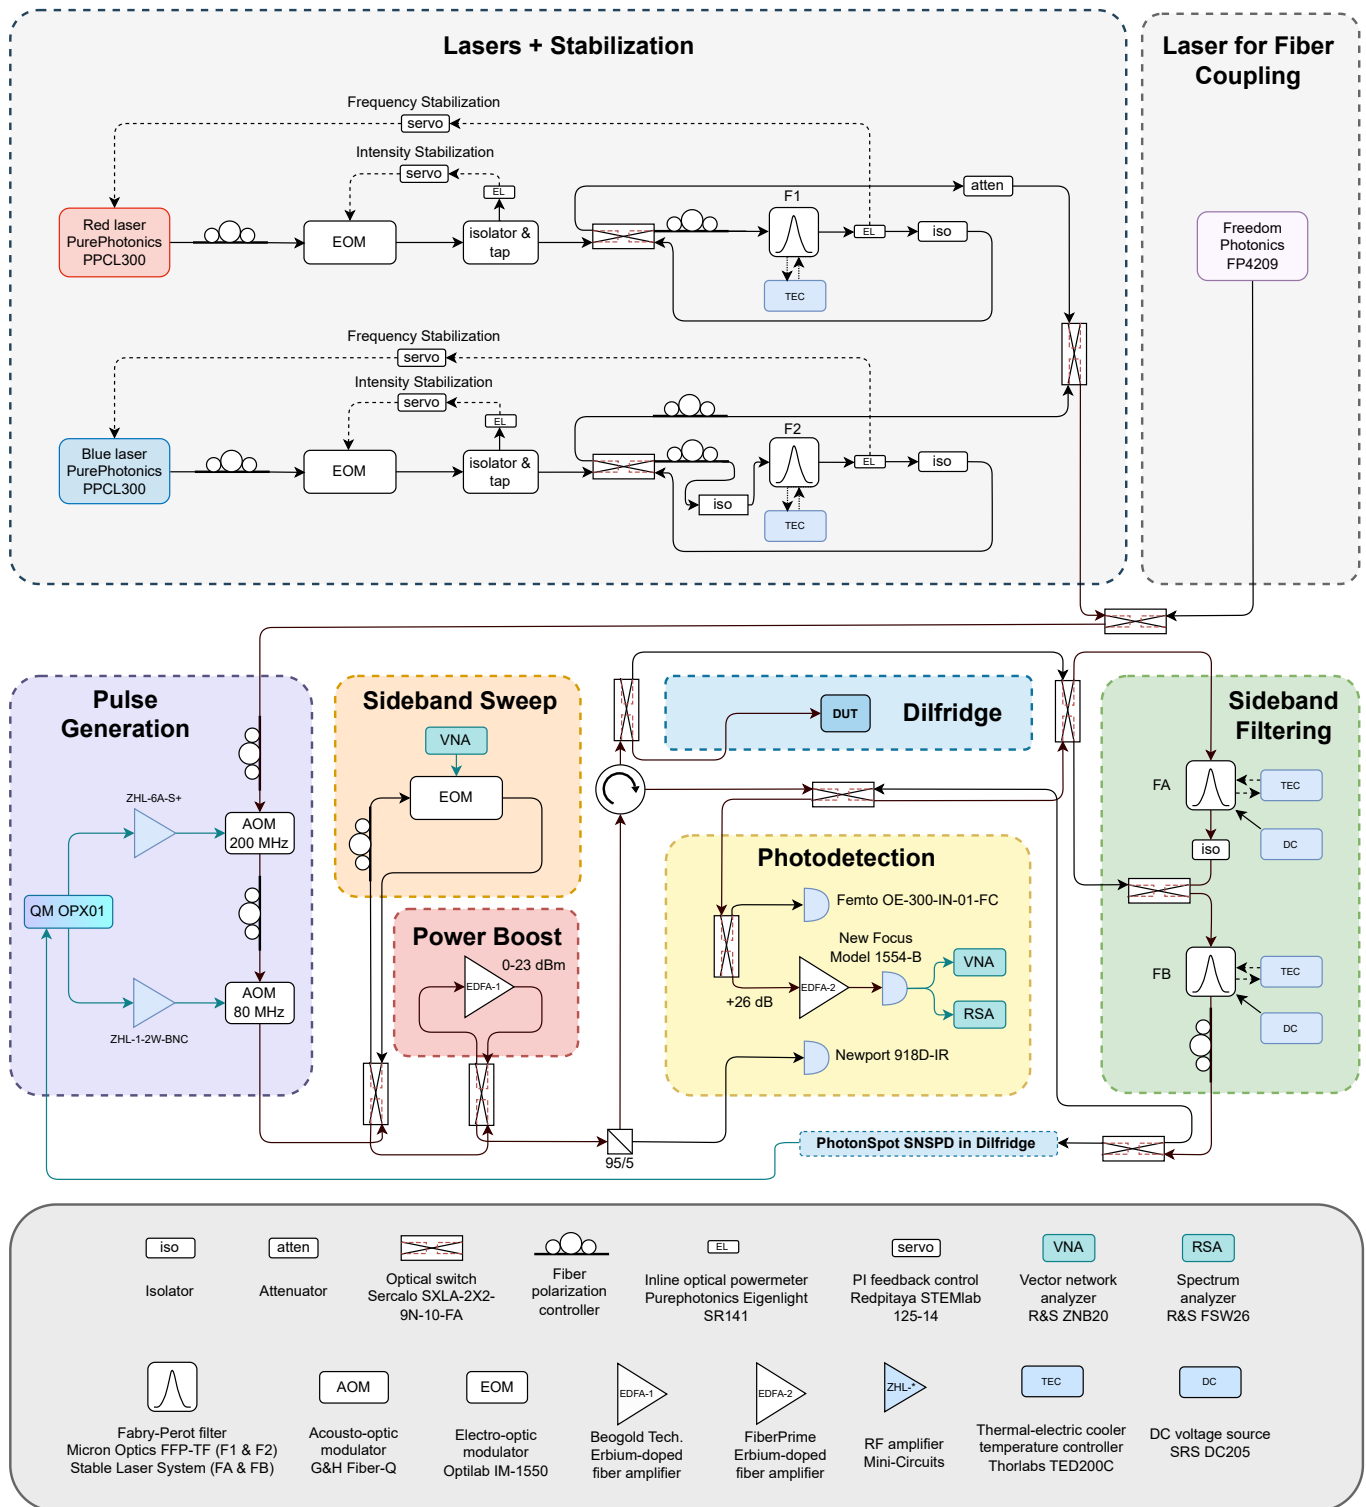 Lasers + Stabilization
Laser for Fiber
Coupling
Frequency Stabilization
servo
Intensity Stabilization
servo
EL
atten
F1
Red laser
PurePhotonics
PPCL300
EOM
isolator &
tap
EL
iso
TEC
Freedom
Photonics
FP4209
Frequency Stabilization
servo
Intensity Stabilization
servo
EL
F2
Blue laser
PurePhotonics
PPCL300
EOM
isolator &
tap
EL
iso
iso
TEC
Pulse
Generation
ZHL-6A-S+
AOM
200 MHz
QM OPX01
AOM
80 MHz
ZHL-1-2W-BNC
Sideband Sweep
VNA
EOM
Power Boost
0-23 dBm
EDFA-1
95/5
DUT
Dilfridge
Photodetection
Femto OE-300-IN-01-FC
New Focus
Model 1554-B
+26 dB
EDFA-2
VNA
RSA
Newport 918D-IR
PhotonSpot SNSPD in Dilfridge
Sideband
Filtering
FA
TEC
DC
iso
FB
TEC
DC
iso
Isolator
atten
Attenuator
Optical switch
Sercalo SXLA-2X2-
9N-10-FA
Fiber
polarization
controller
EL
Inline optical powermeter
Purephotonics Eigenlight
SR141
servo
PI feedback control
Redpitaya STEMlab
125-14
VNA
Vector network
analyzer
R&S ZNB20
RSA
Spectrum
analyzer
R&S FSW26
Fabry-Perot filter
Micron Optics FFP-TF (F1 & F2)
Stable Laser System (FA & FB)
AOM
Acousto-optic
modulator
G&H Fiber-Q
EOM
Electro-optic
modulator
Optilab IM-1550
EDFA-1
Beogold Tech.
Erbium-doped
fiber amplifier
EDFA-2
FiberPrime
Erbium-doped
fiber amplifier
ZHL-*
RF amplifier
Mini-Circuits
TEC
Thermal-electric cooler
temperature controller
Thorlabs TED200C
DC
DC voltage source
SRS DC205